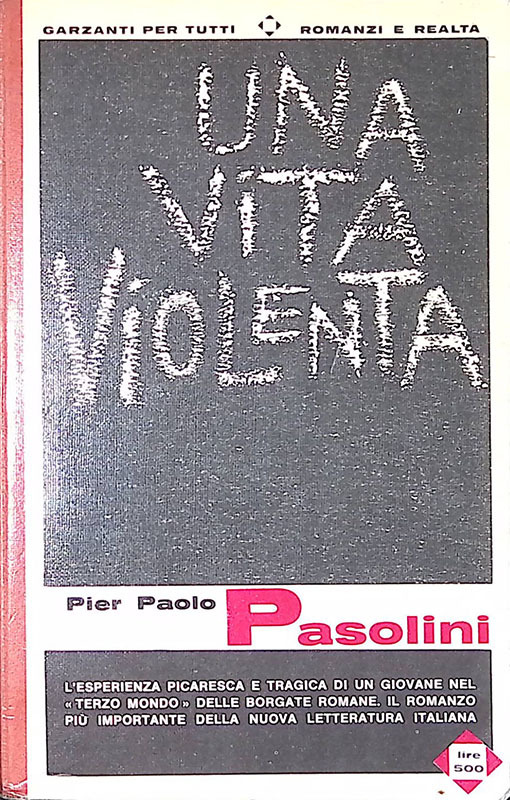 GARZANTI PER TUTTI ROMANZI E REALTA
UNA
ViTA
ViOLENTA
Pier Paolo Pasolini
L'ESPERIENZA PICARESCA E TRAGICA DI UN GIOVANE NEL
« TERZO MONDO » DELLE BORGATE ROMANE. IL ROMANZO
PIÙ IMPORTANTE DELLA NUOVA LETTERATURA ITALIANA
lire
500